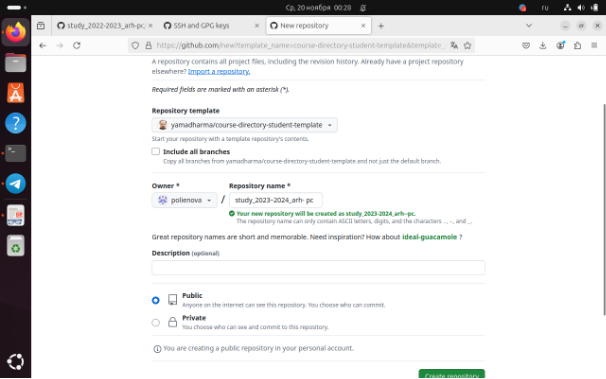 Ср, 20 ноября 00:28
ru
study_2022-2023_arh-pc
SSH and GPG keys
New repository
https://github.com/new?template_name=course-directory-student-template&template_
A repository contains all project files, including the revision history. Already have a project repository
elsewhere? Import a repository.
Required fields are marked with an asterisk (*).
Repository template
yamadharma/course-directory-student-template
Start your repository with a template repository's contents.
Include all branches
Copy all branches from yamadharma/course-directory-student-template and not just the default branch.
Owner * Repository name *
polienova / study_2023–2024_arh- pc
Your new repository will be created as study_2023-2024_arh--pc.
The repository name can only contain ASCII letters, digits, and the characters ., -, and _.
Great repository names are short and memorable. Need inspiration? How about ideal-guacamole ?
Description (optional)
Public
Anyone on the internet can see this repository. You choose who can commit.
Private
You choose who can see and commit to this repository.
You are creating a public repository in your personal account.
Create repository